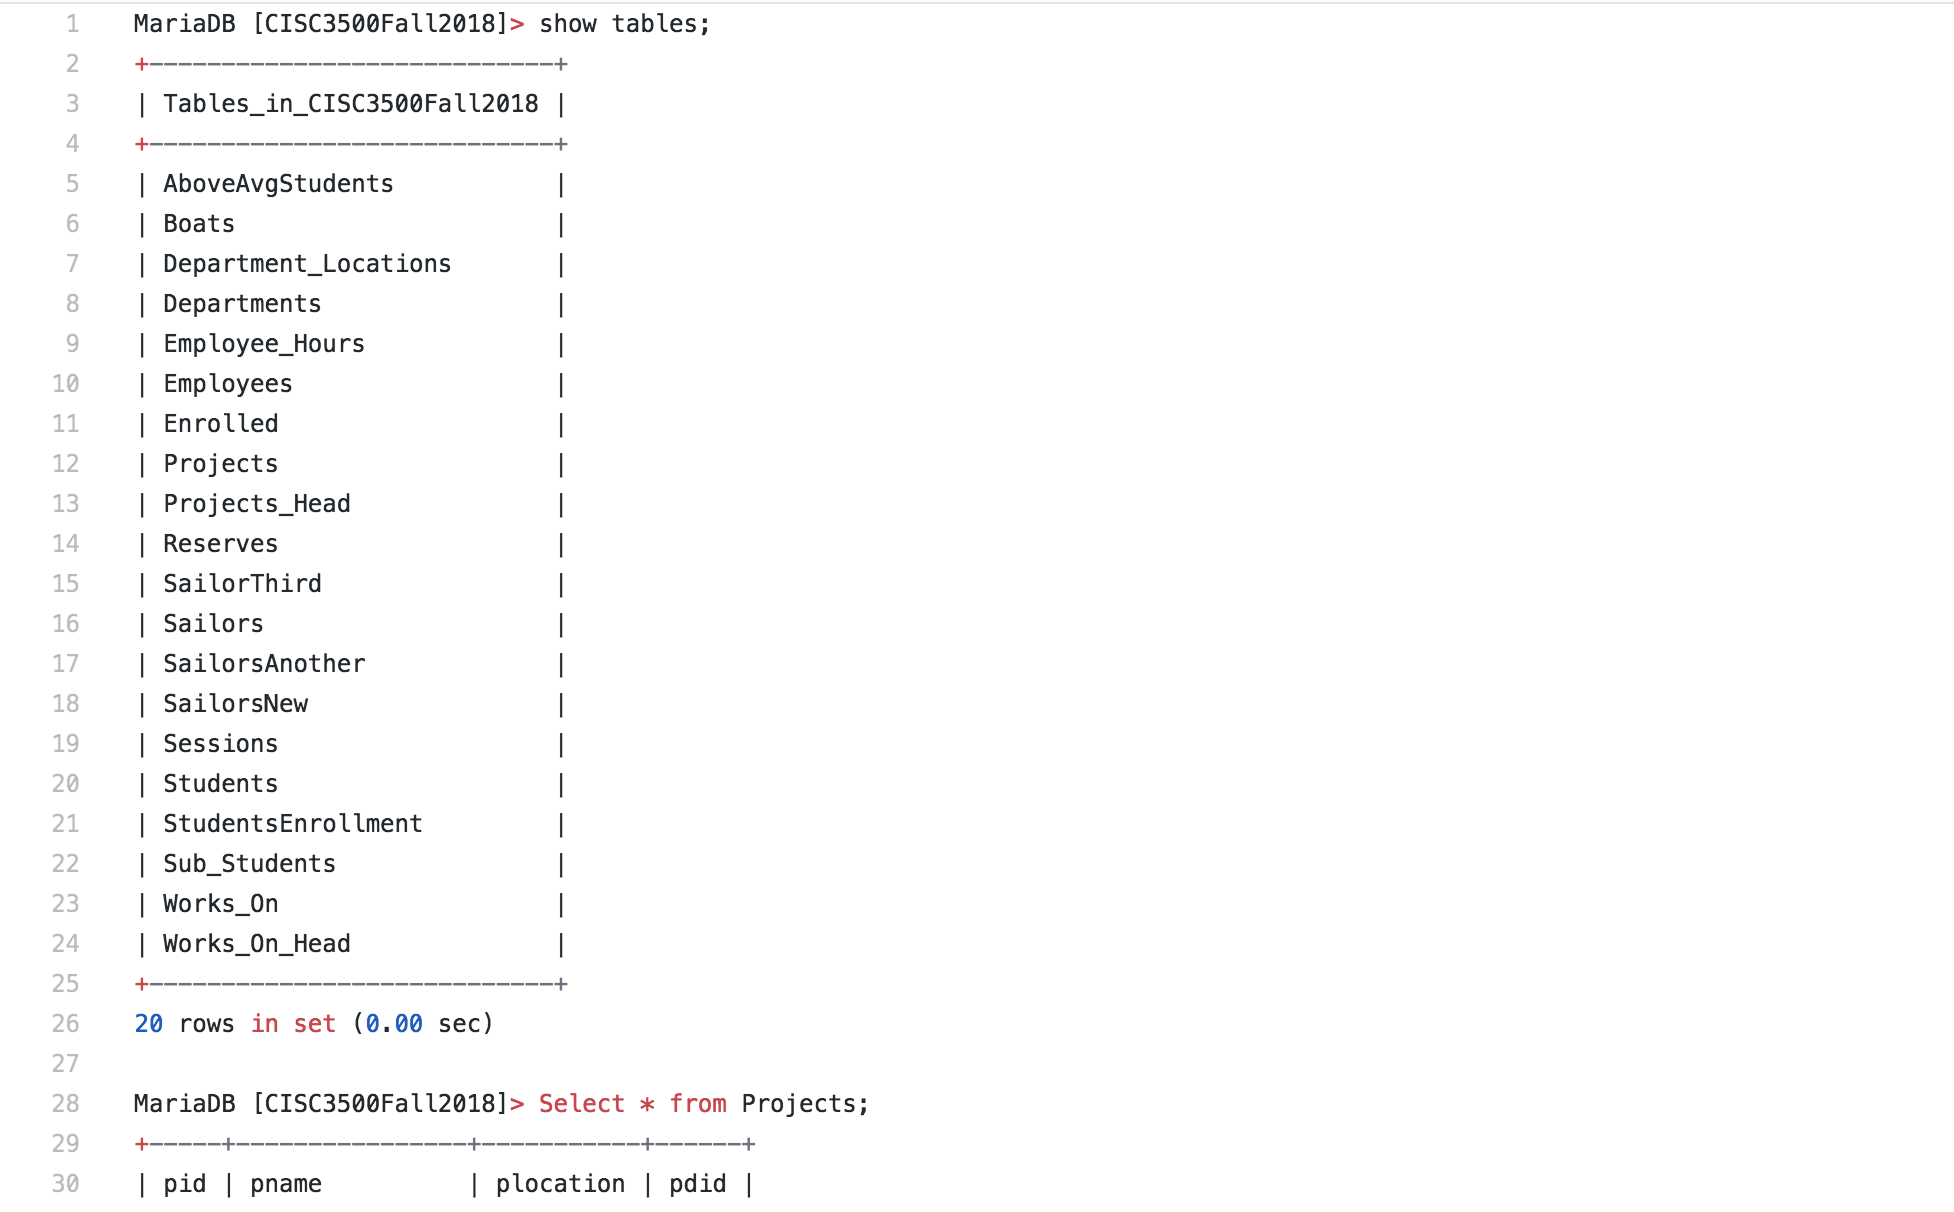 1 MariaDB [CISC3500Fall2018]> show tables;
2 +----------------------------+
3 | Tables_in_CISC3500Fall2018 |
4 +----------------------------+
5 | AboveAvgStudents           |
6 | Boats                      |
7 | Department_Locations       |
8 | Departments                |
9 | Employee_Hours             |
10 | Employees                  |
11 | Enrolled                   |
12 | Projects                   |
13 | Projects_Head              |
14 | Reserves                   |
15 | SailorThird                |
16 | Sailors                    |
17 | SailorsAnother             |
18 | SailorsNew                 |
19 | Sessions                   |
20 | Students                   |
21 | StudentsEnrollment         |
22 | Sub_Students               |
23 | Works_On                   |
24 | Works_On_Head              |
25 +----------------------------+
26 20 rows in set (0.00 sec)
27
28 MariaDB [CISC3500Fall2018]> Select * from Projects;
29 +-----+----------------+-----------+------+
30 | pid | pname          | plocation | pdid |